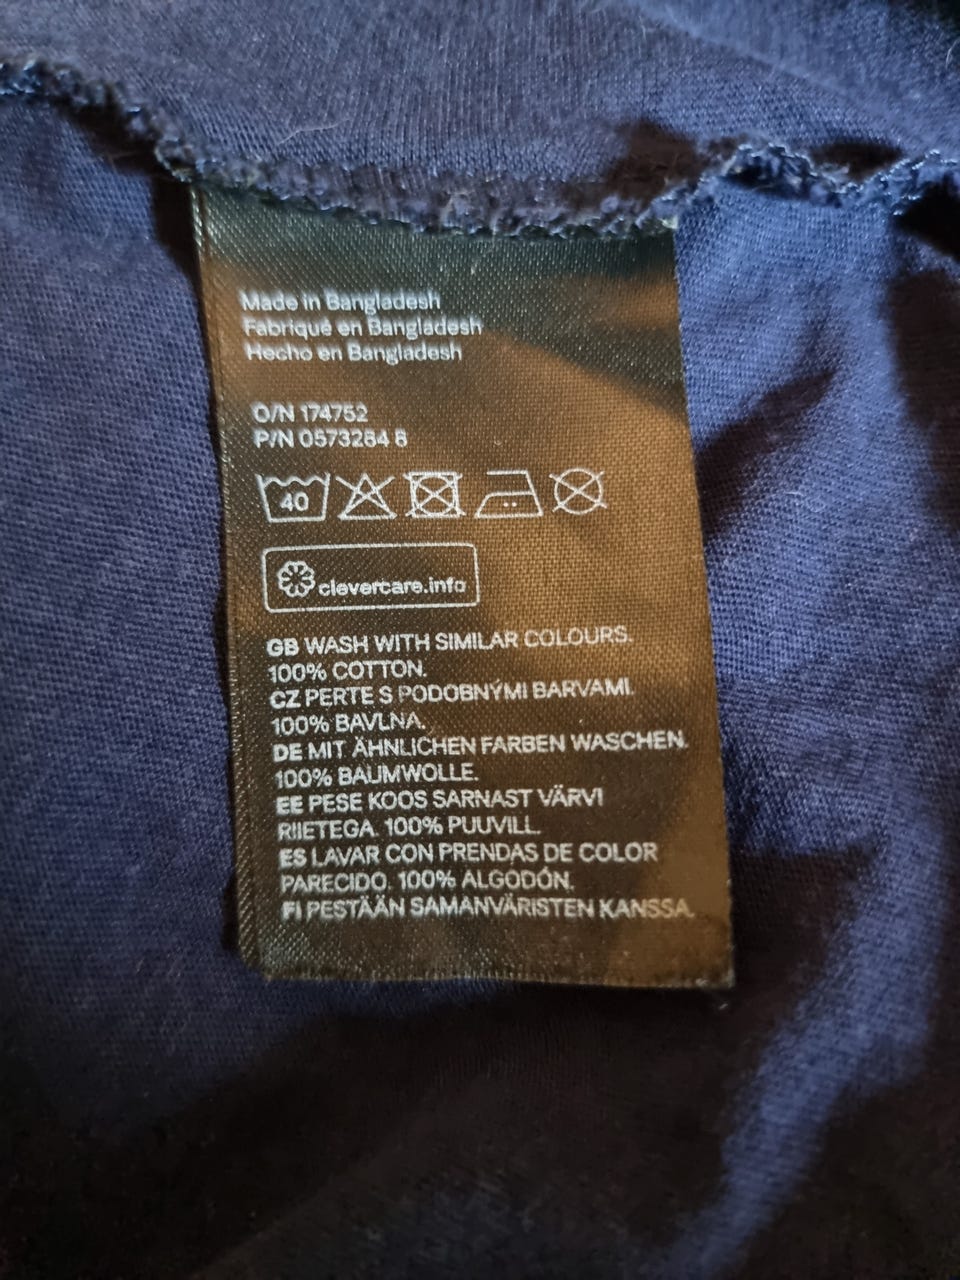 Made in Bangladesh
Fabriqué en Bangladesh
Hecho en Bangladesh
O/N 174752
P/N 0573284 8
40
clevercare.info
GB WASH WITH SIMILAR COLOURS.
100% COTTON.
CZ PERTE S PODOBNÝMI BARVAMI.
100% BAVLNA.
DE MIT ÄHNLICHEN FARBEN WASCHEN.
100% BAUMWOLLE.
EE PESE KOOS SARNAST VÄRVI
RIIETEGA. 100% PUUVILL.
ES LAVAR CON PRENDAS DE COLOR
PARECIDO. 100% ALGODÓN.
FI PESTÄÄN SAMANVÄRISTEN KANSSA.